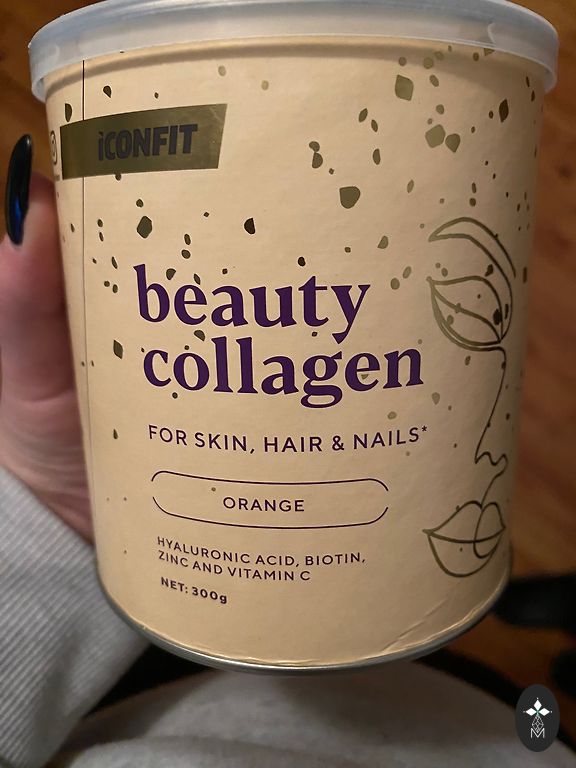 iCONFIT
beauty
collagen
FOR SKIN, HAIR & NAILS*
ORANGE
HYALURONIC ACID, BIOTIN,
ZINC AND VITAMIN C
NET: 300g
M